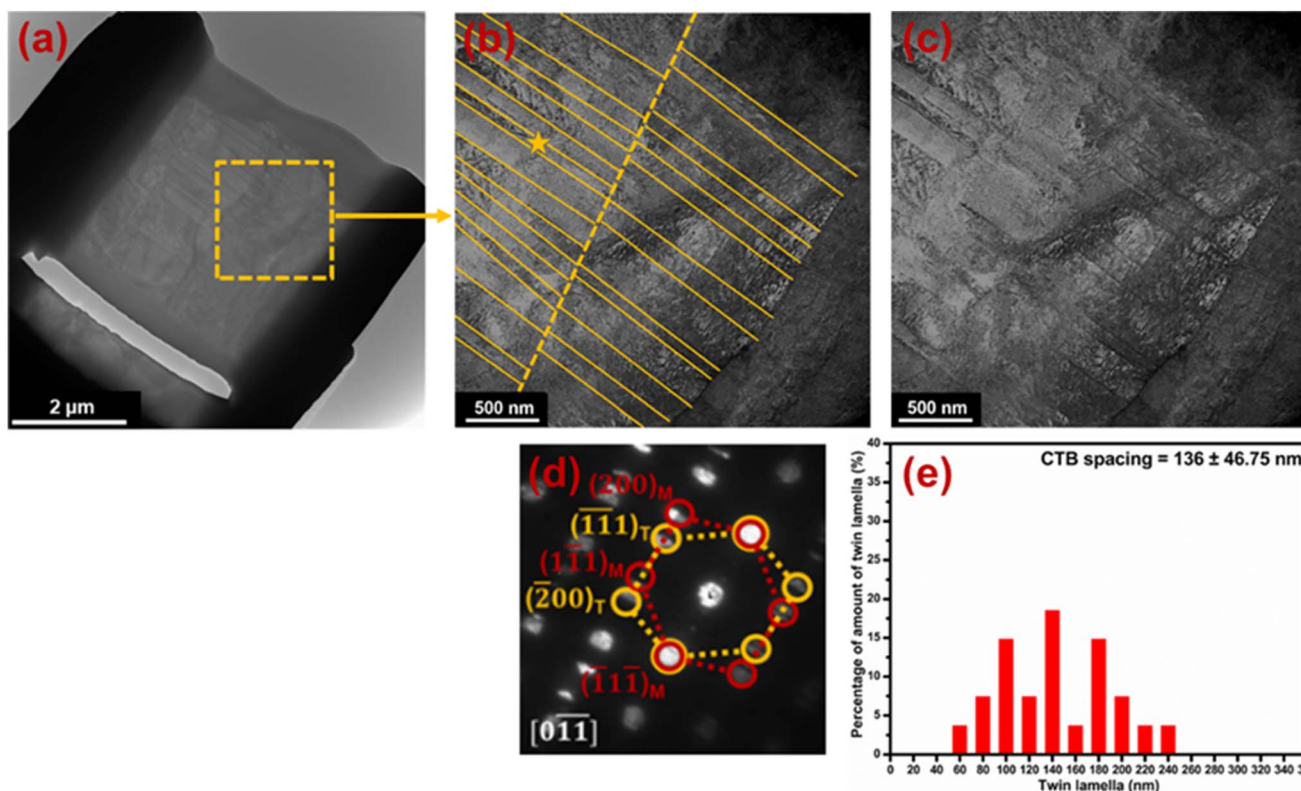 (a)
(b)
(c)
2 µm
500 nm
500 nm
(d)
(200)M
(1̅1̅1)T
(11̅1)M
(2̅00)T
(1̅11̅)M
[01̅1̅]
(e)
CTB spacing = 136 ± 46.75 nm
Percentage of amount of twin lamella (%)
40
35
30
25
20
15
10
5
0
0 20 40 60 80 100 120 140 160 180 200 220 240 260 280 300 320 340
Twin lamella (nm)